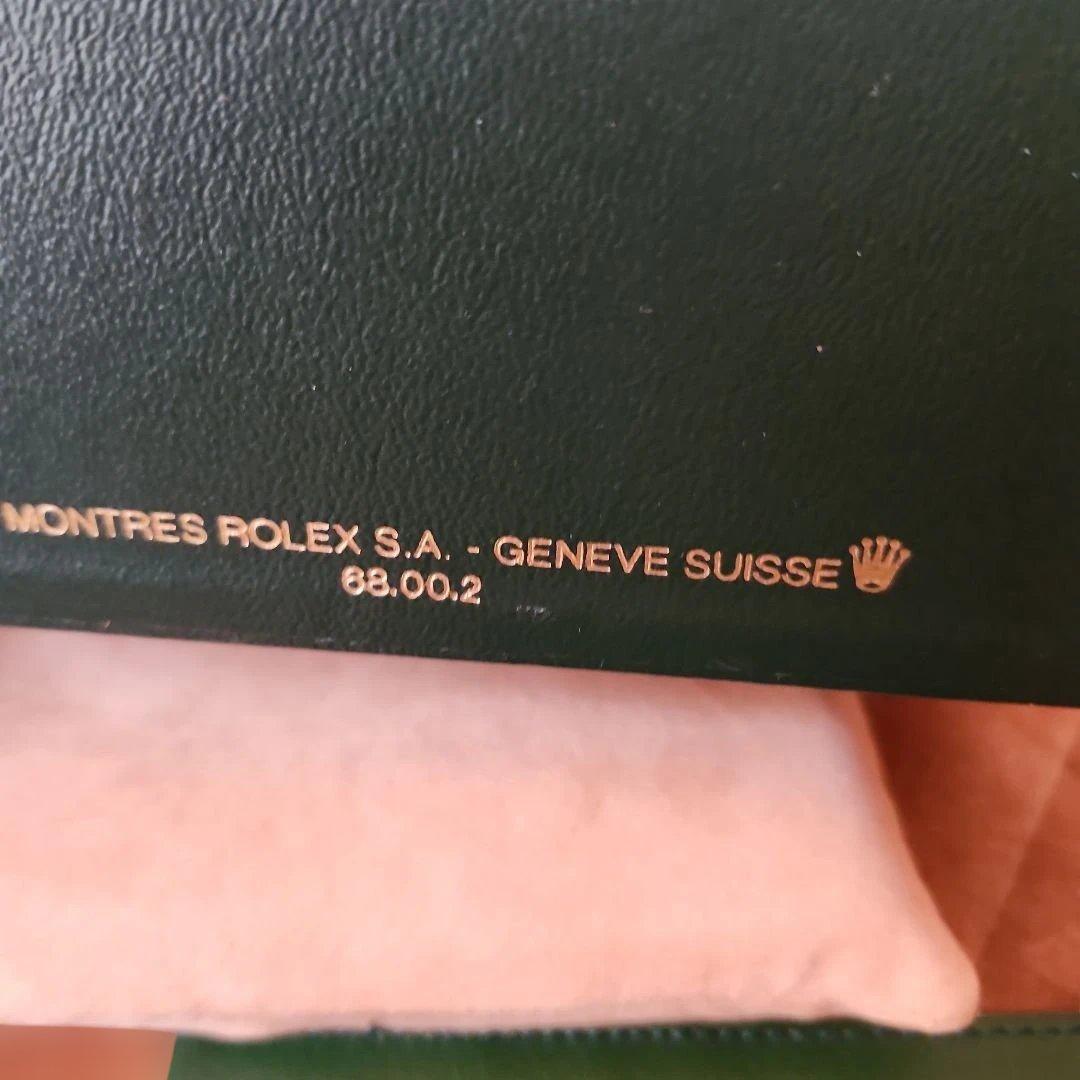 MONTRES ROLEX S.A. - GENEVE SUISSE
68.00.2